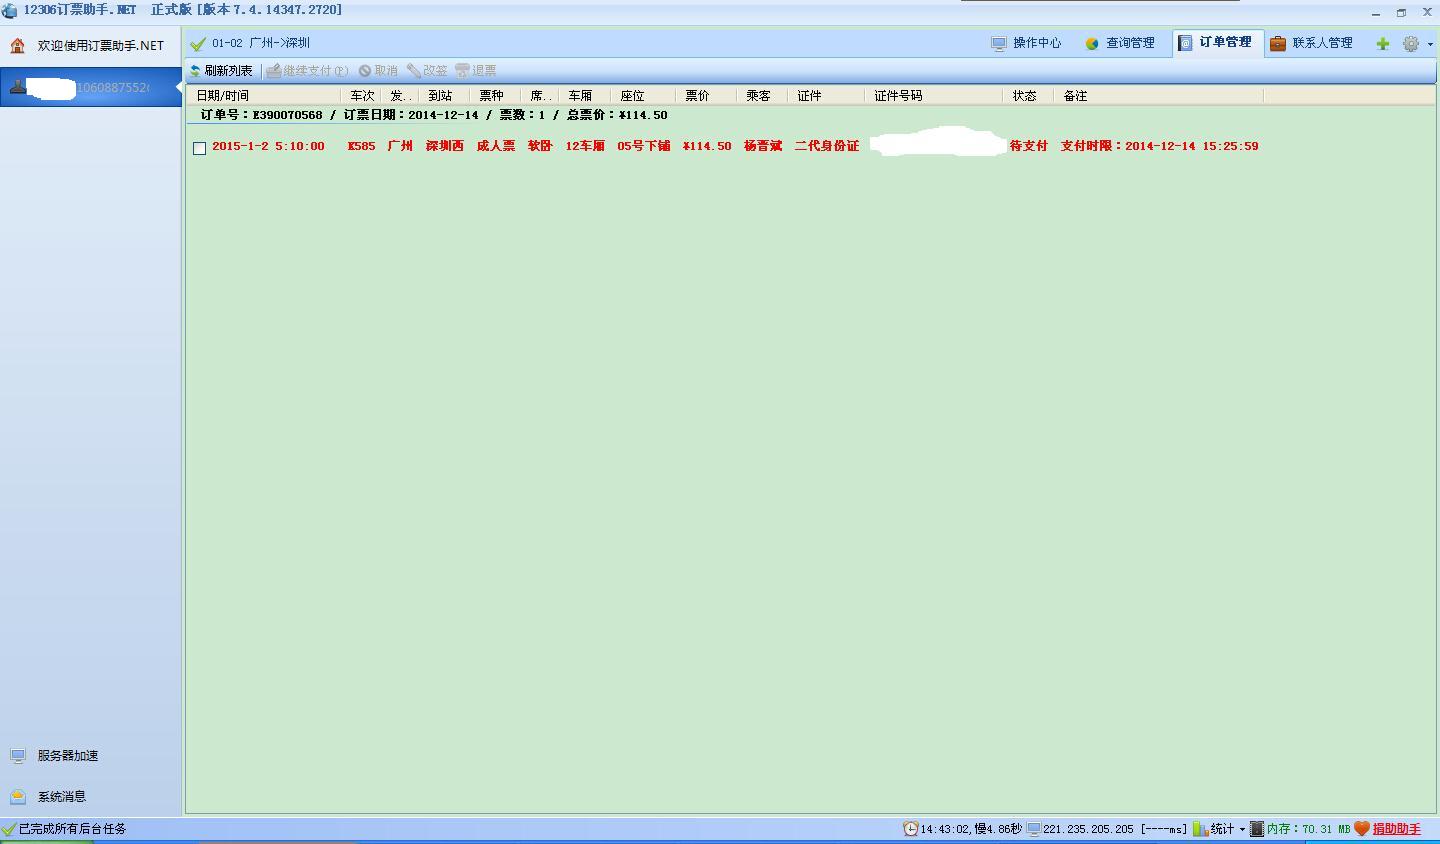 12306订票助手.NET 正式版 [版本 7.4.14347.2720]
欢迎使用订票助手.NET
01-02 广州->深圳
操作中心 查询管理 订单管理 联系人管理
刷新列表 继续支付(P) 取消 改签 退票
106088755
日期/时间 车次 发.. 到站 票种 席.. 车厢 座位 票价 乘客 证件 证件号码 状态 备注
订单号：E390070568 / 订票日期：2014-12-14 / 票数：1 / 总票价：¥114.50
2015-1-2 5:10:00 K585 广州 深圳西 成人票 软卧 12车厢 05号下铺 ¥114.50 杨晋斌 二代身份证 待支付 支付时限：2014-12-14 15:25:59
服务器加速
系统消息
已完成所有后台任务
14:43:02,慢4.86秒 221.235.205.205 [----ms] 统计 内存：70.31 MB 捐助助手